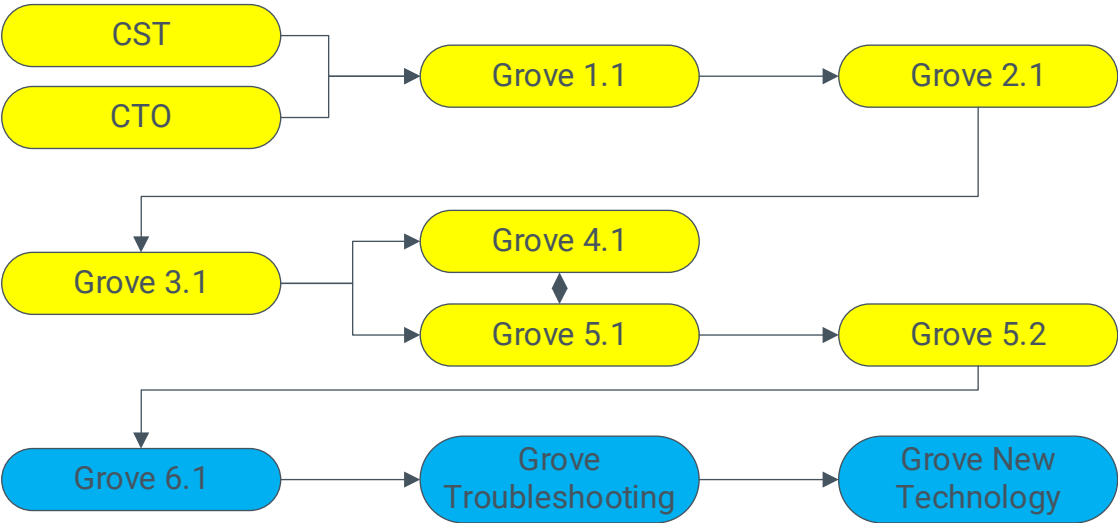 CST
CTO
Grove 1.1
Grove 2.1
Grove 3.1
Grove 4.1
Grove 5.1
Grove 5.2
Grove 6.1
Grove
Troubleshooting
Grove New
Technology